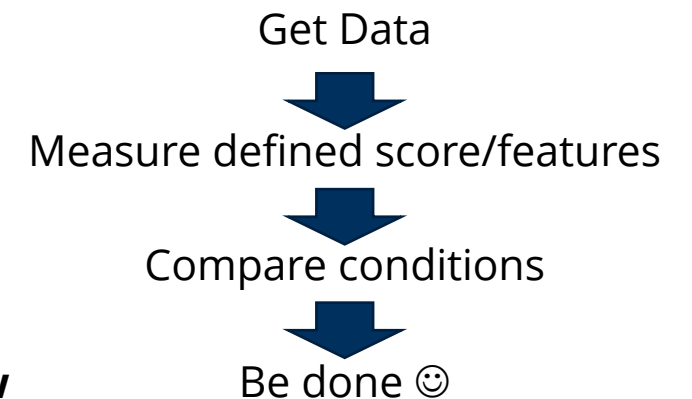 Get Data
Measure defined score/features
Compare conditions
Be done ☺